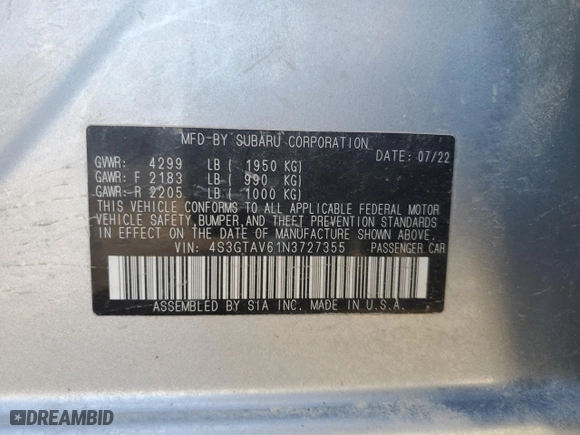 MFD-BY SUBARU CORPORATION
GVWR: 4299 LB ( 1950 KG) DATE: 07/22
GAWR: F 2183 LB ( 990 KG)
GAWR: R 2205 LB ( 1000 KG)
THIS VEHICLE CONFORMS TO ALL APPLICABLE FEDERAL MOTOR
VEHICLE SAFETY, BUMPER, AND THEFT PREVENTION STANDARDS
IN EFFECT ON THE DATE OF MANUFACTURE SHOWN ABOVE.
VIN: 4S3GTAV61N3727355 PASSENGER CAR
ASSEMBLED BY SIA INC. MADE IN U.S.A.
DREAMBID